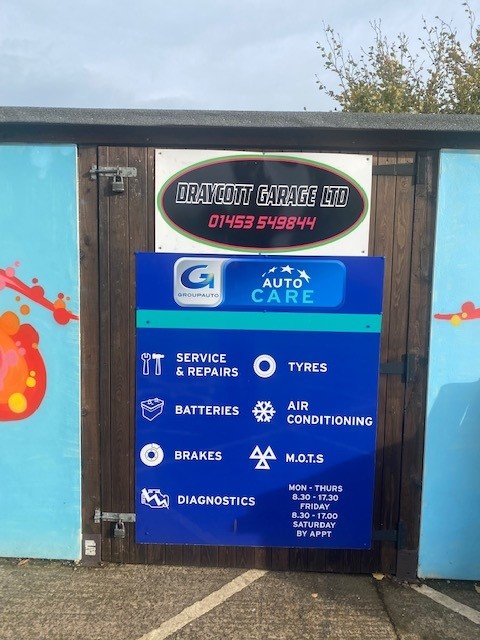 DRAYCOTT GARAGE LTD
01453 549844
G
GROUPAUTO
AUTO
CARE
SERVICE
& REPAIRS
TYRES
BATTERIES
AIR
CONDITIONING
BRAKES
M.O.T.S
DIAGNOSTICS
MON - THURS
8.30 - 17.30
FRIDAY
8.30 - 17.00
SATURDAY
BY APPT